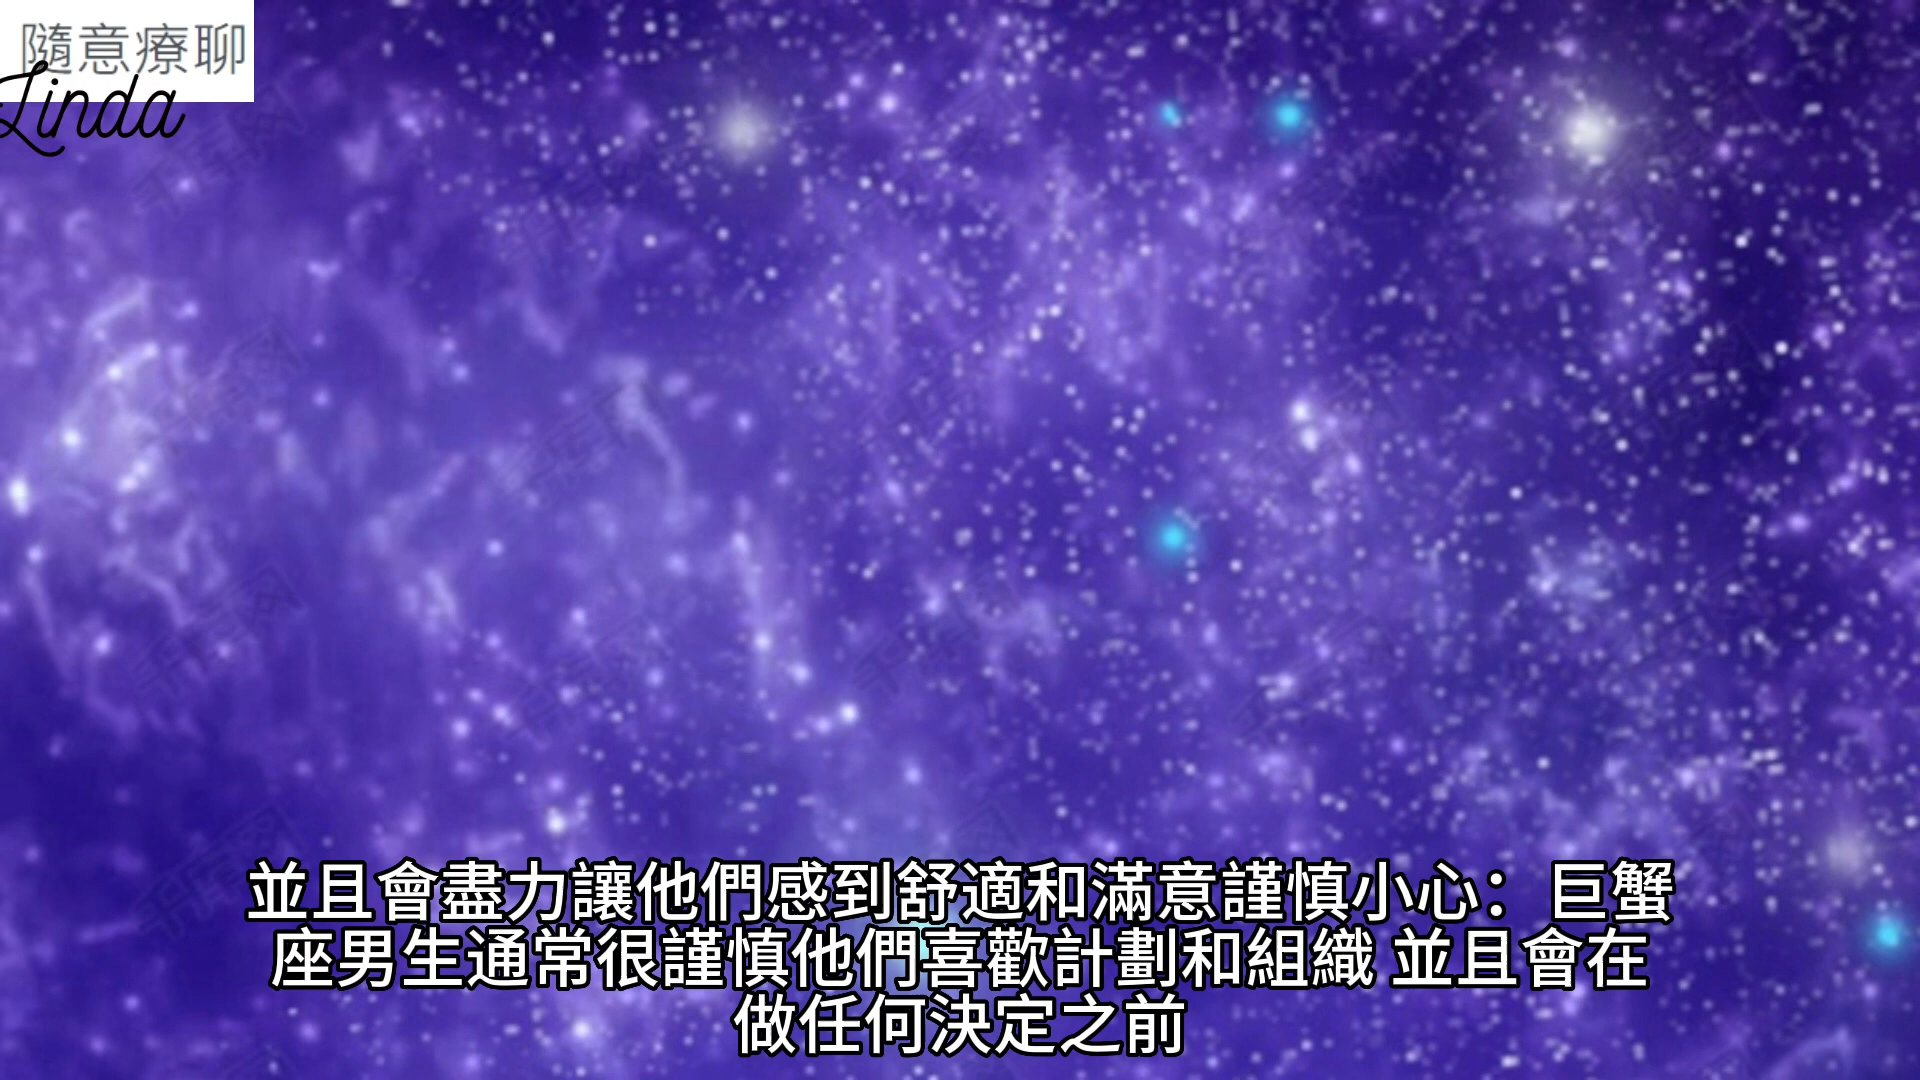 隨意療聊
Linda
並且會盡力讓他們感到舒適和滿意謹慎小心：巨蟹
座男生通常很謹慎他們喜歡計劃和組織 並且會在
做任何決定之前